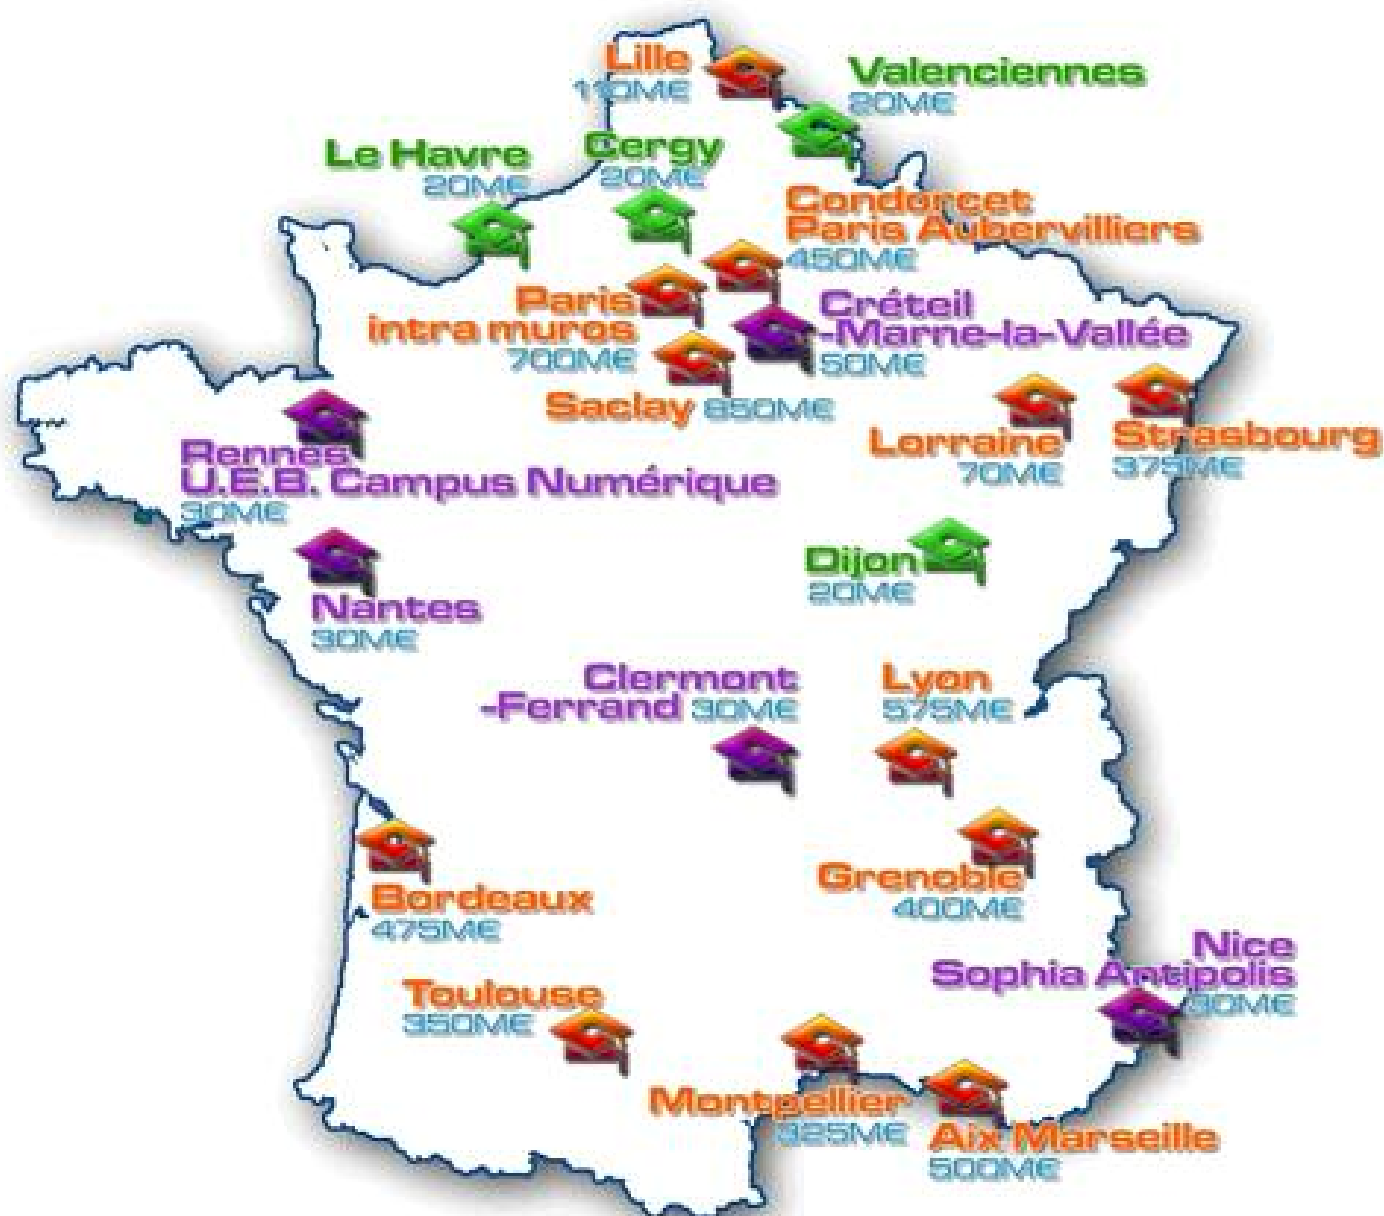 Lille
110M€
Valenciennes
20M€
Le Havre
20M€
Cergy
20M€
Condorcet
Paris Aubervilliers
450M€
Paris
intra muros
700M€
Créteil
-Marne-la-Vallée
50M€
Saclay 850M€
Lorraine
70M€
Strasbourg
375M€
Rennes
U.E.B. Campus Numérique
30M€
Nantes
30M€
Dijon
20M€
Clermont
-Ferrand 30M€
Lyon
575M€
Bordeaux
475M€
Grenoble
400M€
Nice
Sophia Antipolis
30M€
Toulouse
350M€
Montpellier
325M€
Aix Marseille
500M€